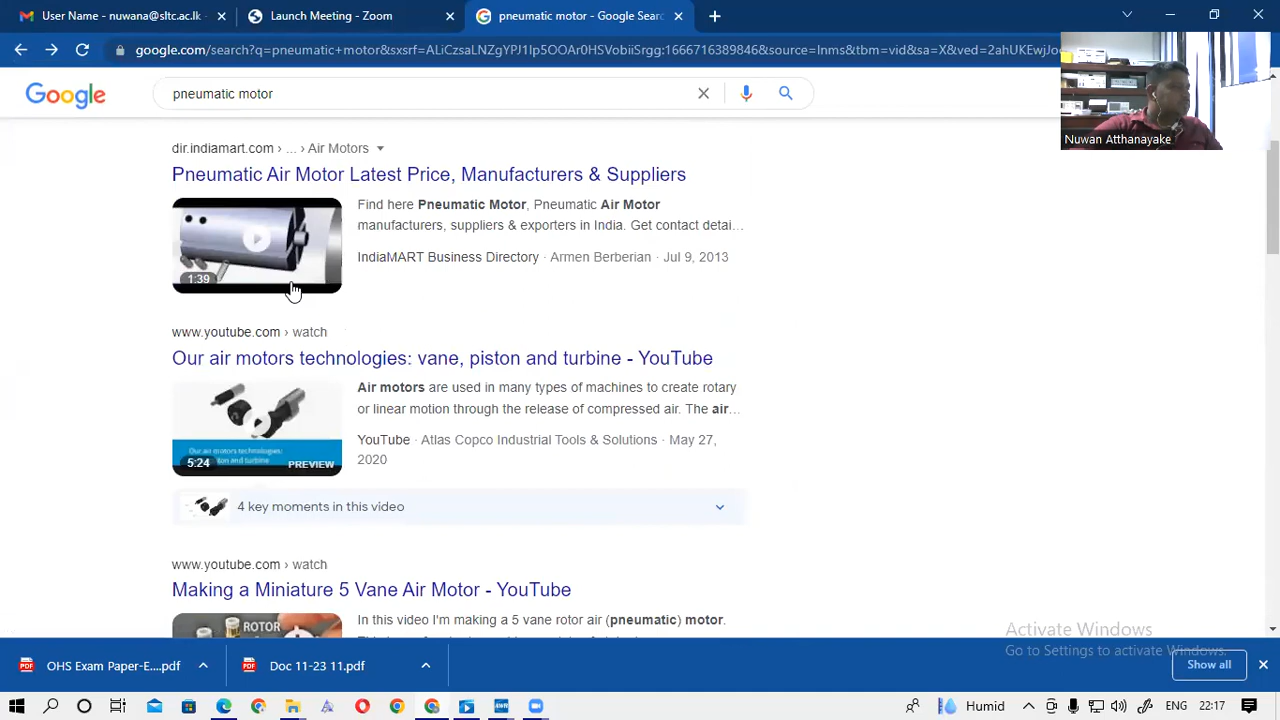 User Name - nuwana@sltc.ac.lk
Launch Meeting - Zoom
pneumatic motor - Google Sear
google.com/search?q=pneumatic+motor&sxsrf=ALiCzsaLNZgYPJ1Ip5OOAr0HSVobiiSrgg:1666716389846&source=lnms&tbm=vid&sa=X&ved=2ahUKEwjJo
Google
pneumatic motor
Nuwan Atthanayake
dir.indiamart.com › ... › Air Motors
Pneumatic Air Motor Latest Price, Manufacturers & Suppliers
Find here Pneumatic Motor, Pneumatic Air Motor
manufacturers, suppliers & exporters in India. Get contact detai...
IndiaMART Business Directory · Armen Berberian · Jul 9, 2013
1:39
www.youtube.com › watch
Our air motors technologies: vane, piston and turbine - YouTube
Air motors are used in many types of machines to create rotary
or linear motion through the release of compressed air. The air...
YouTube · Atlas Copco Industrial Tools & Solutions · May 27,
2020
Our air motors technologies:
5:24
PREVIEW
4 key moments in this video
www.youtube.com › watch
Making a Miniature 5 Vane Air Motor - YouTube
In this video I'm making a 5 vane rotor air (pneumatic) motor.
ROTOR
Activate Windows
Go to Settings to activate Windows.
OHS Exam Paper-E....pdf
Doc 11-23 11.pdf
Show all
Humid
ENG
22:17